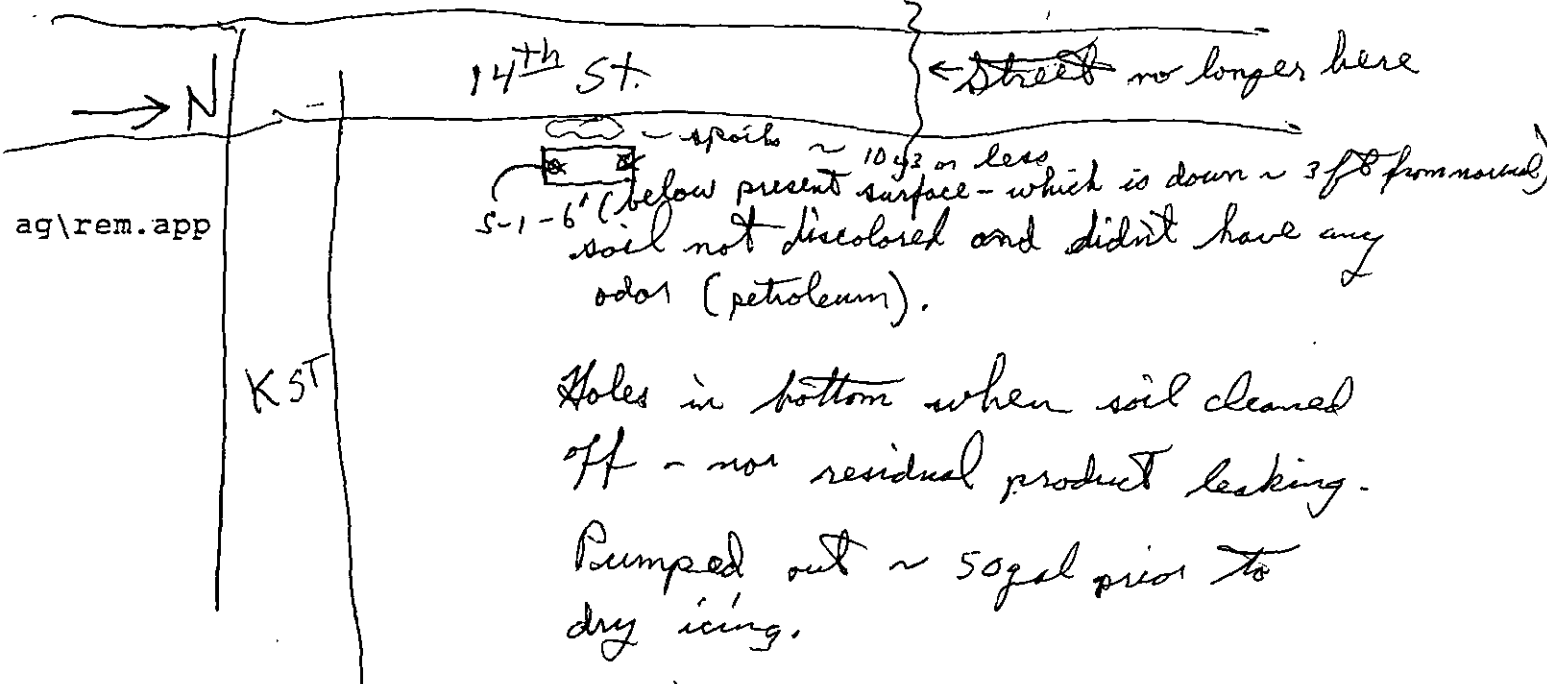 14th St.
← Street no longer here
→ N
~ spoils ~ 10 y3 or less
S-1-6' (below present surface - which is down ~ 3 ft from normal)
ag\rem.app
soil not discolored and didn't have any
odor (petroleum).
K ST
Holes in bottom when soil cleaned
off - nor residual product leaking.
Pumped out ~ 50 gal prior to
dry icing.